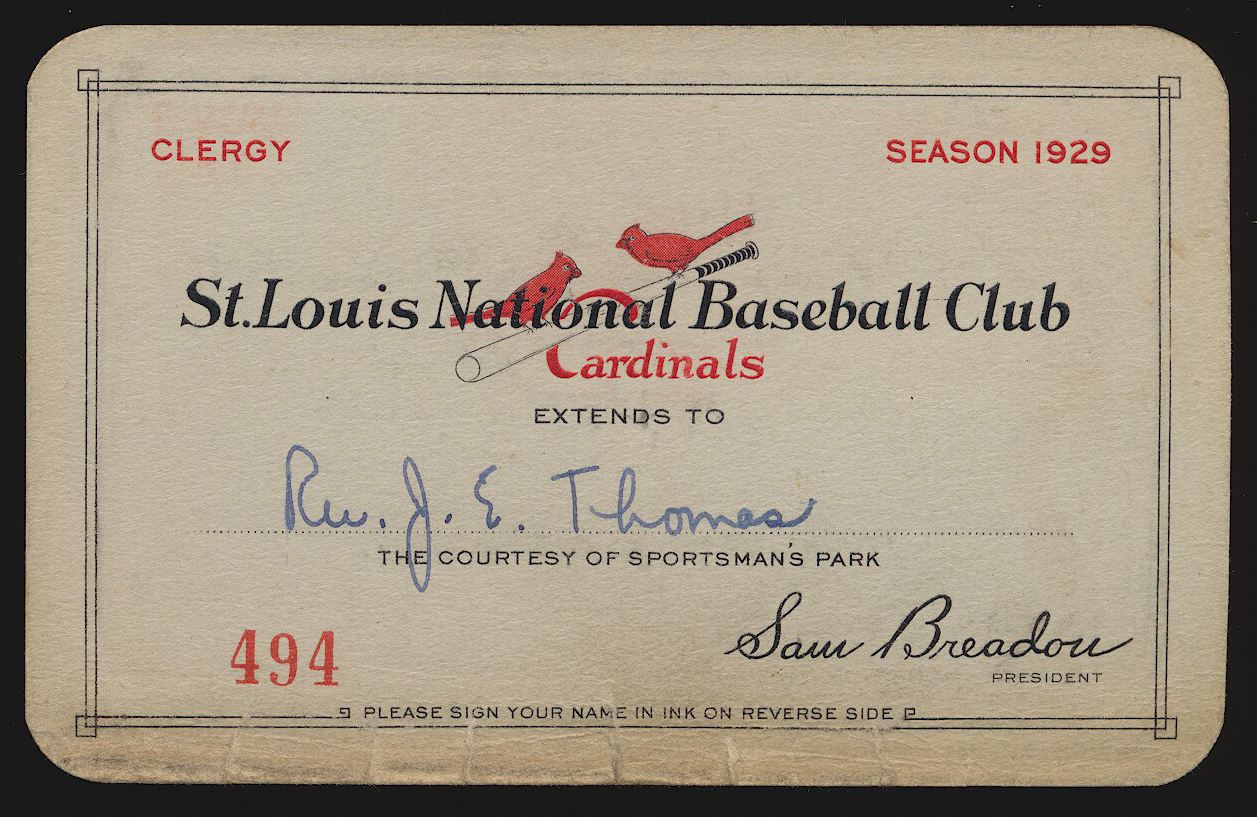 CLERGY
SEASON 1929
St. Louis National Baseball Club
Cardinals
EXTENDS TO
Rev. J. E. Thomas
THE COURTESY OF SPORTSMAN'S PARK
494
Sam Breadon
PRESIDENT
PLEASE SIGN YOUR NAME IN INK ON REVERSE SIDE